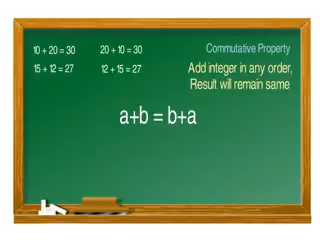 10 + 20 = 30
20 + 10 = 30
15 + 12 = 27
12 + 15 = 27
Commutative Property
Add integer in any order,
Result will remain same
a+b = b+a